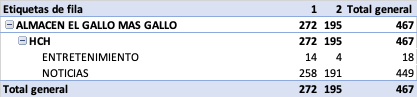 Etiquetas de fila 1 2 Total general
ALMACEN EL GALLO MAS GALLO 272 195 467
HCH 272 195 467
ENTRETENIMIENTO 14 4 18
NOTICIAS 258 191 449
Total general 272 195 467